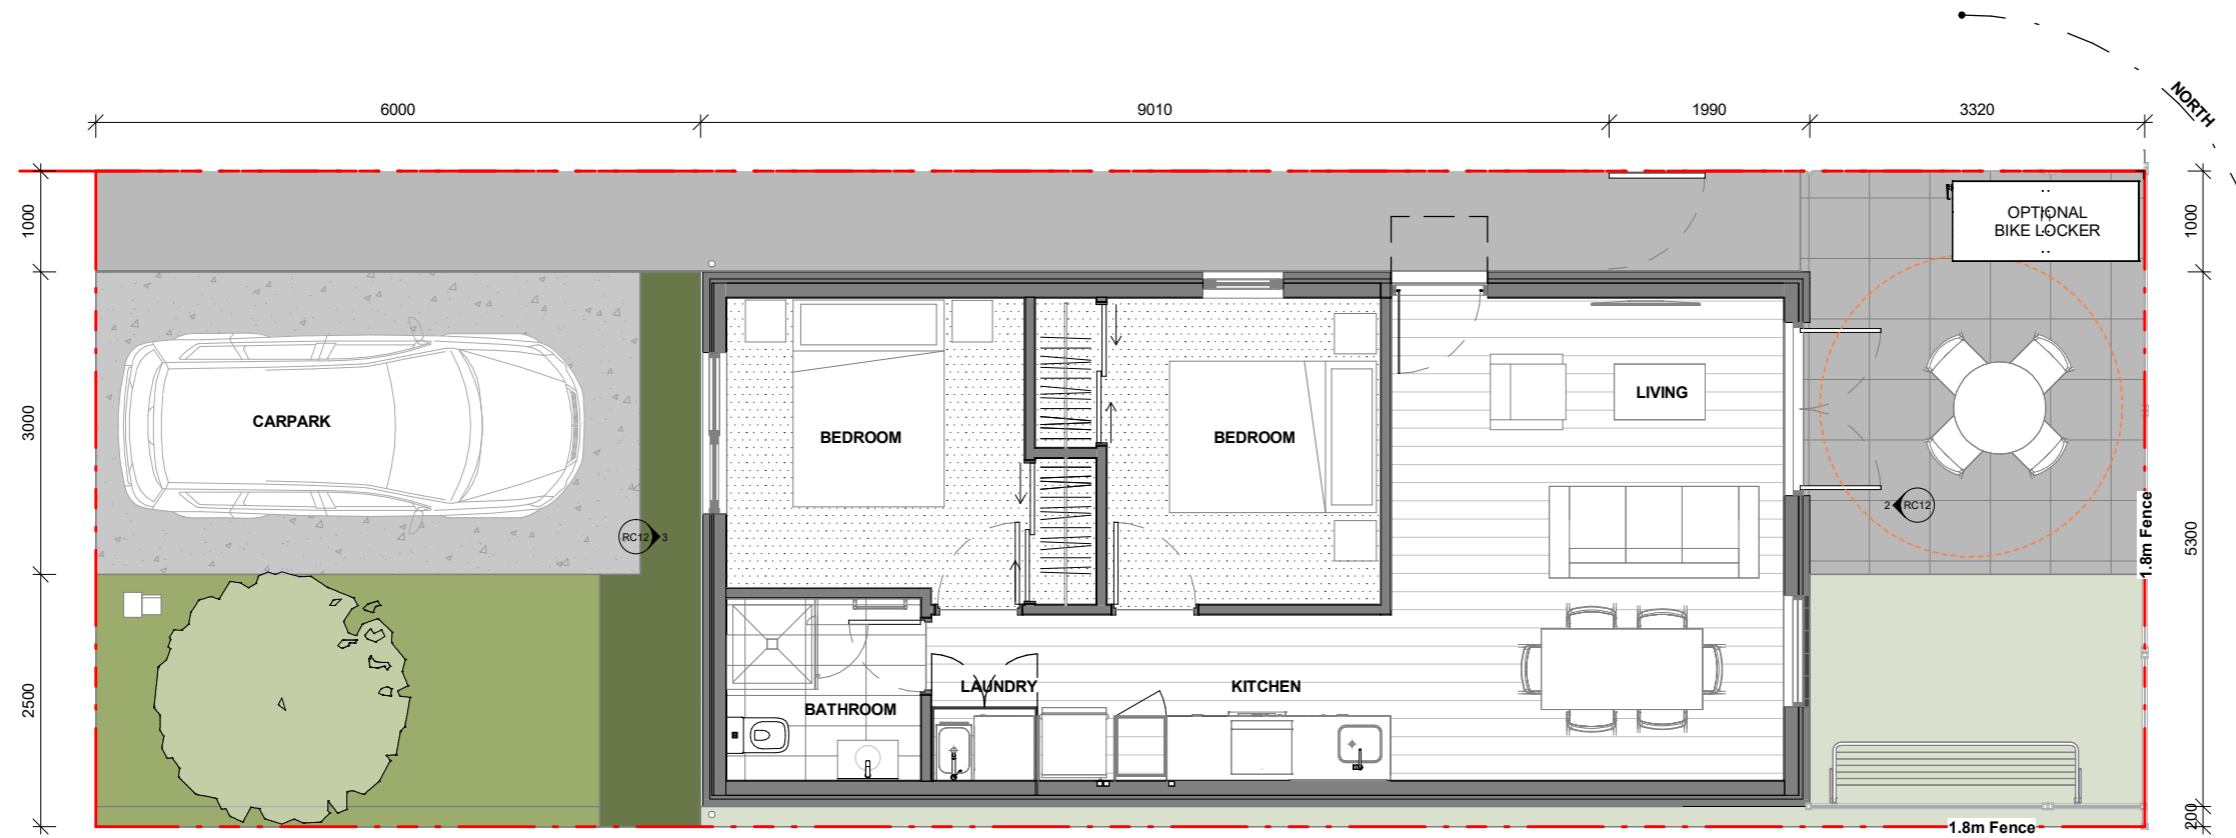 NORTH
6000
9010
1990
3320
1000
1000
OPTIONAL
BIKE LOCKER
3000
CARPARK
BEDROOM
BEDROOM
LIVING
RC12
3
2
RC12
1.8m Fence
5300
2500
LAUNDRY
KITCHEN
BATHROOM
200
1.8m Fence